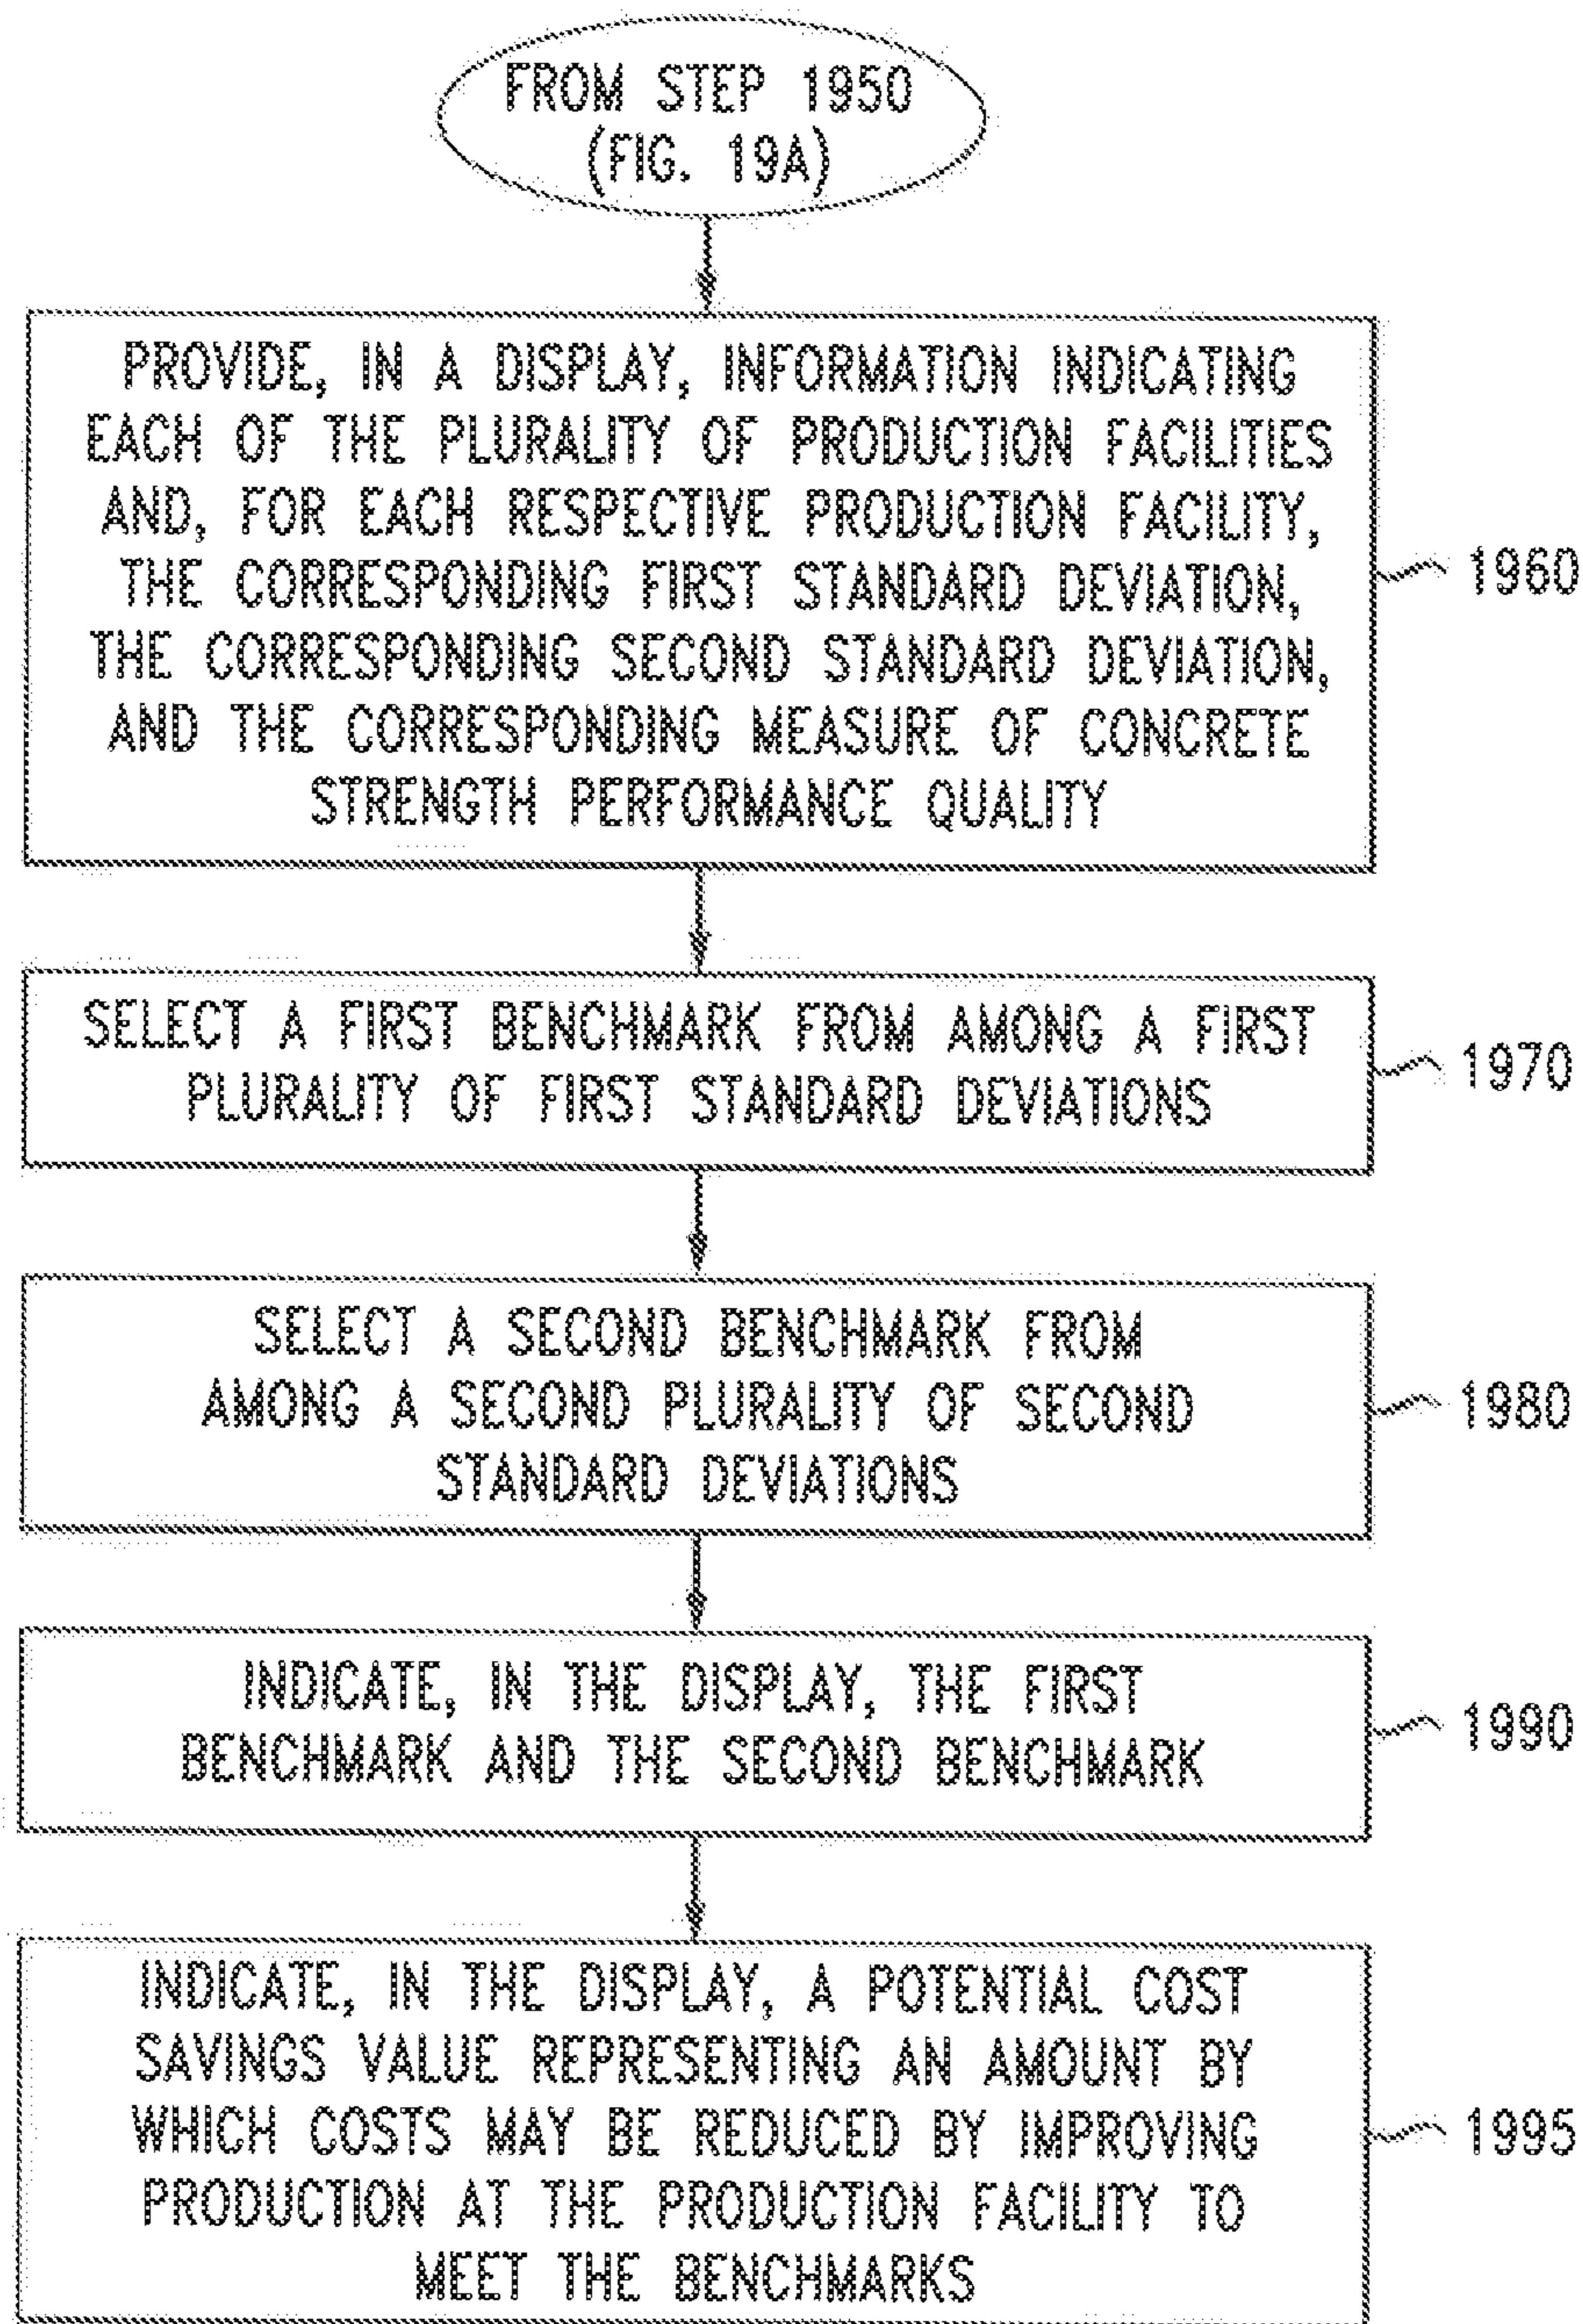 FROM STEP 1950
(FIG. 19A)
PROVIDE, IN A DISPLAY, INFORMATION INDICATING
EACH OF THE PLURALITY OF PRODUCTION FACILITIES
AND, FOR EACH RESPECTIVE PRODUCTION FACILITY,
THE CORRESPONDING FIRST STANDARD DEVIATION,
THE CORRESPONDING SECOND STANDARD DEVIATION,
AND THE CORRESPONDING MEASURE OF CONCRETE
STRENGTH PERFORMANCE QUALITY
1960
SELECT A FIRST BENCHMARK FROM AMONG A FIRST
PLURALITY OF FIRST STANDARD DEVIATIONS
1970
SELECT A SECOND BENCHMARK FROM
AMONG A SECOND PLURALITY OF SECOND
STANDARD DEVIATIONS
1980
INDICATE, IN THE DISPLAY, THE FIRST
BENCHMARK AND THE SECOND BENCHMARK
1990
INDICATE, IN THE DISPLAY, A POTENTIAL COST
SAVINGS VALUE REPRESENTING AN AMOUNT BY
WHICH COSTS MAY BE REDUCED BY IMPROVING
PRODUCTION AT THE PRODUCTION FACILITY TO
MEET THE BENCHMARKS
1995